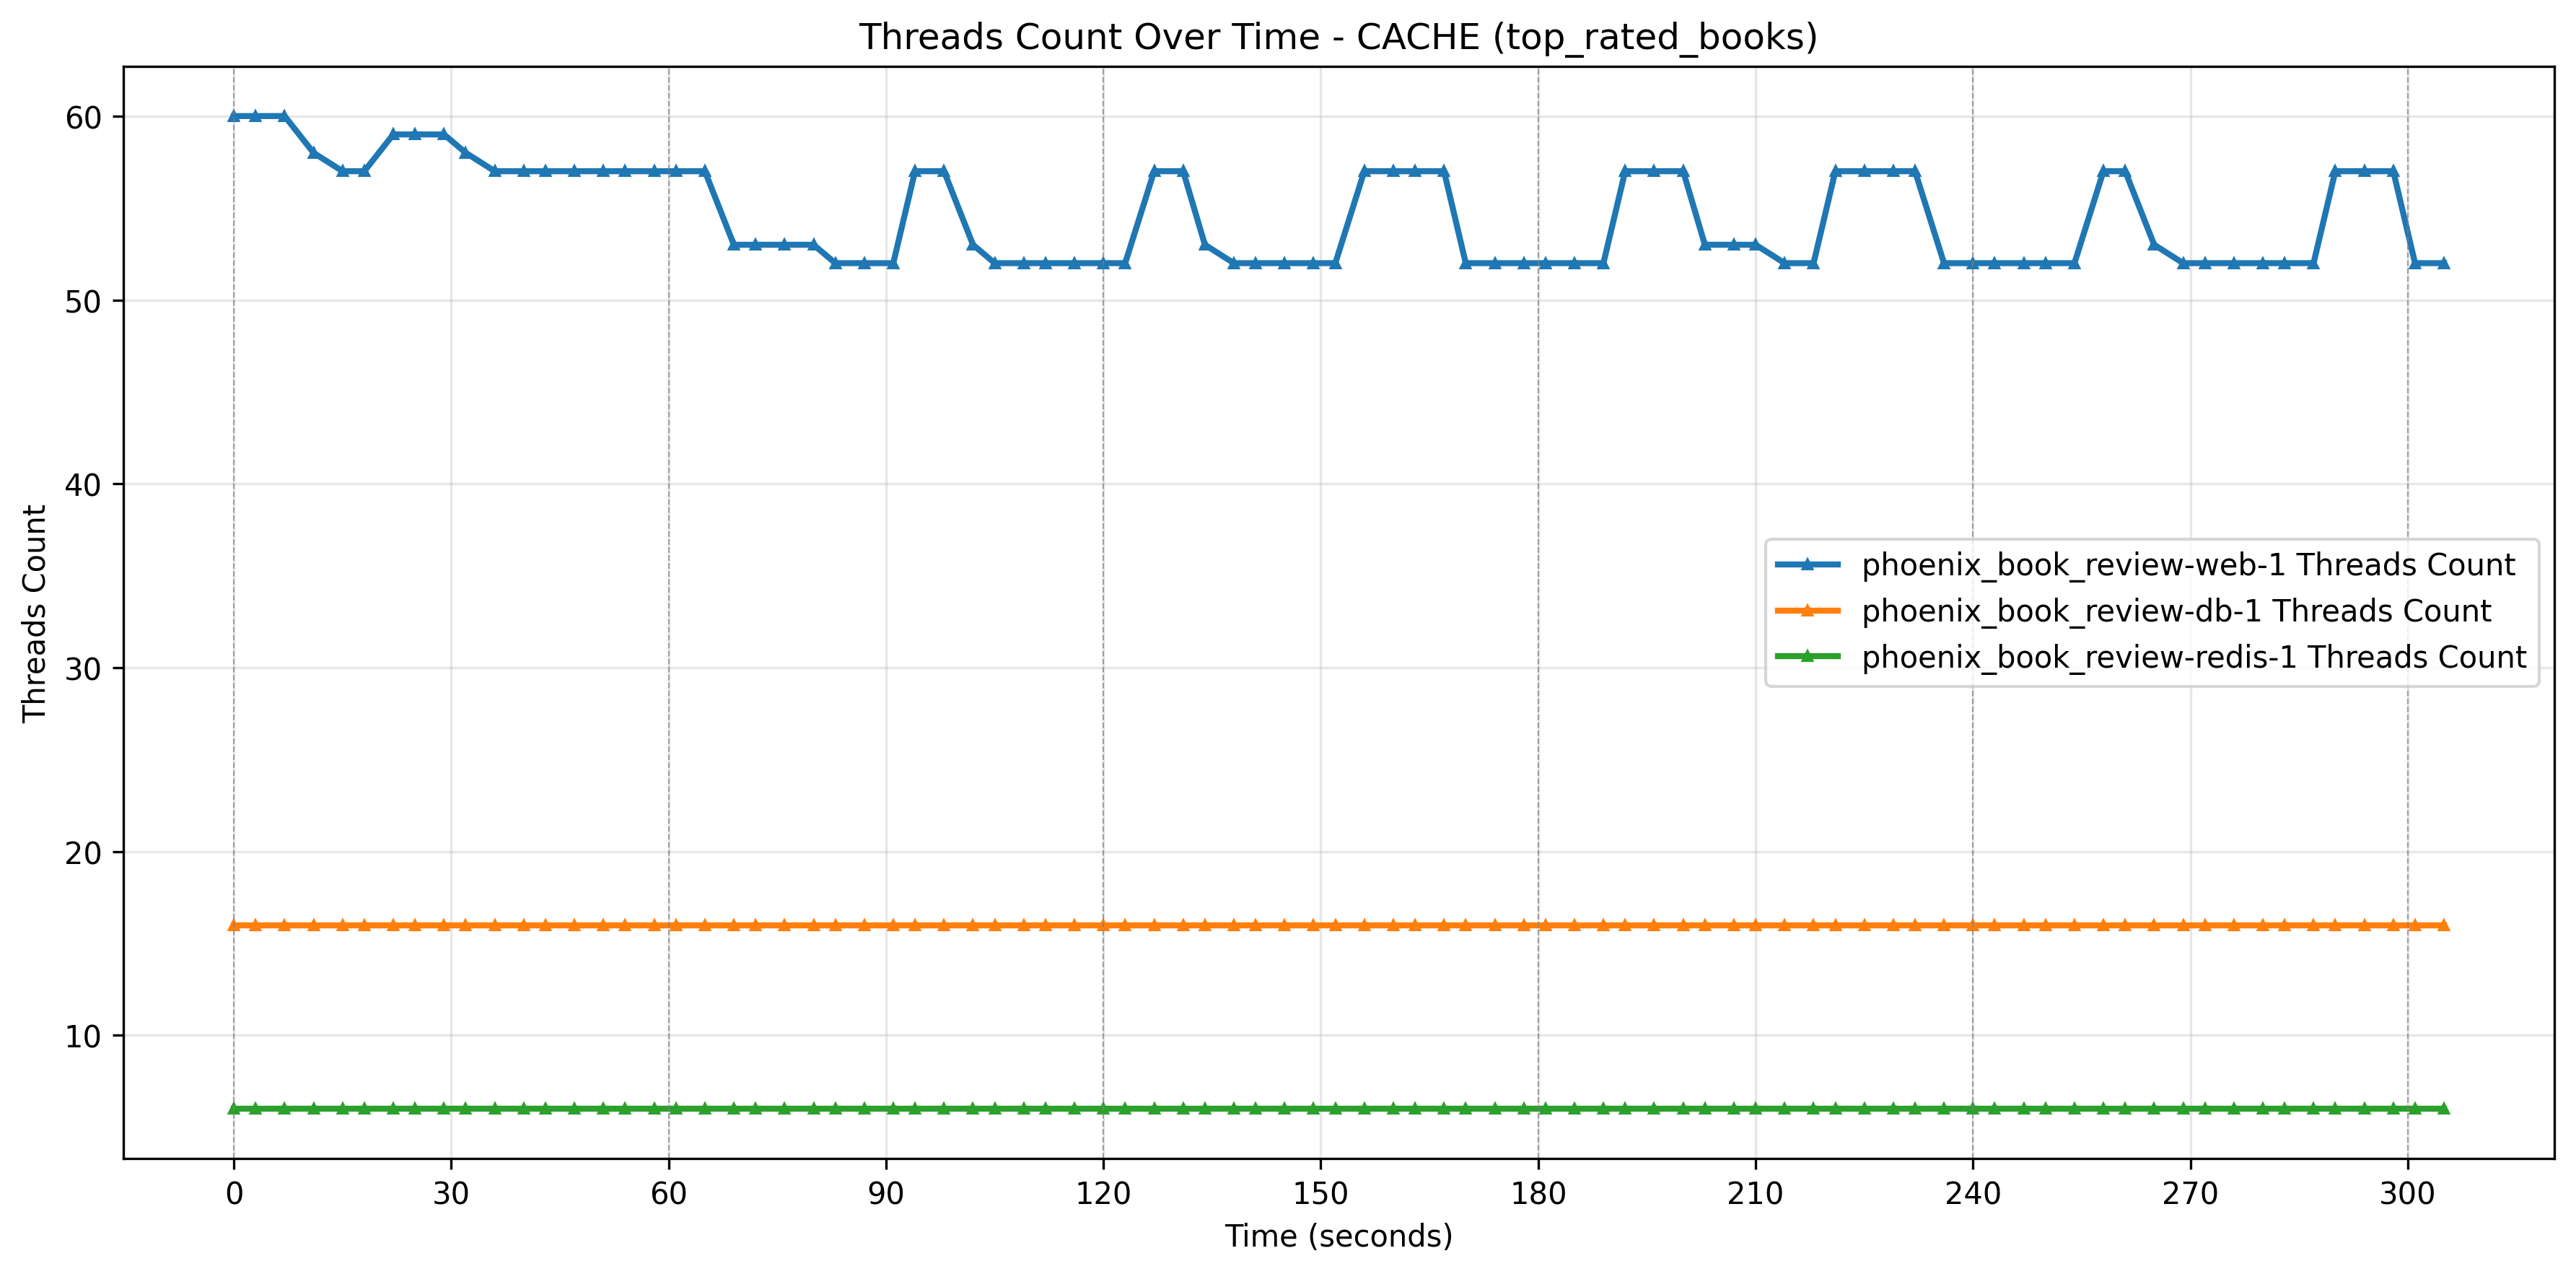 Threads Count Over Time - CACHE (top_rated_books)
Threads Count
60
50
40
30
20
10
phoenix_book_review-web-1 Threads Count
phoenix_book_review-db-1 Threads Count
phoenix_book_review-redis-1 Threads Count
0 30 60 90 120 150 180 210 240 270 300
Time (seconds)